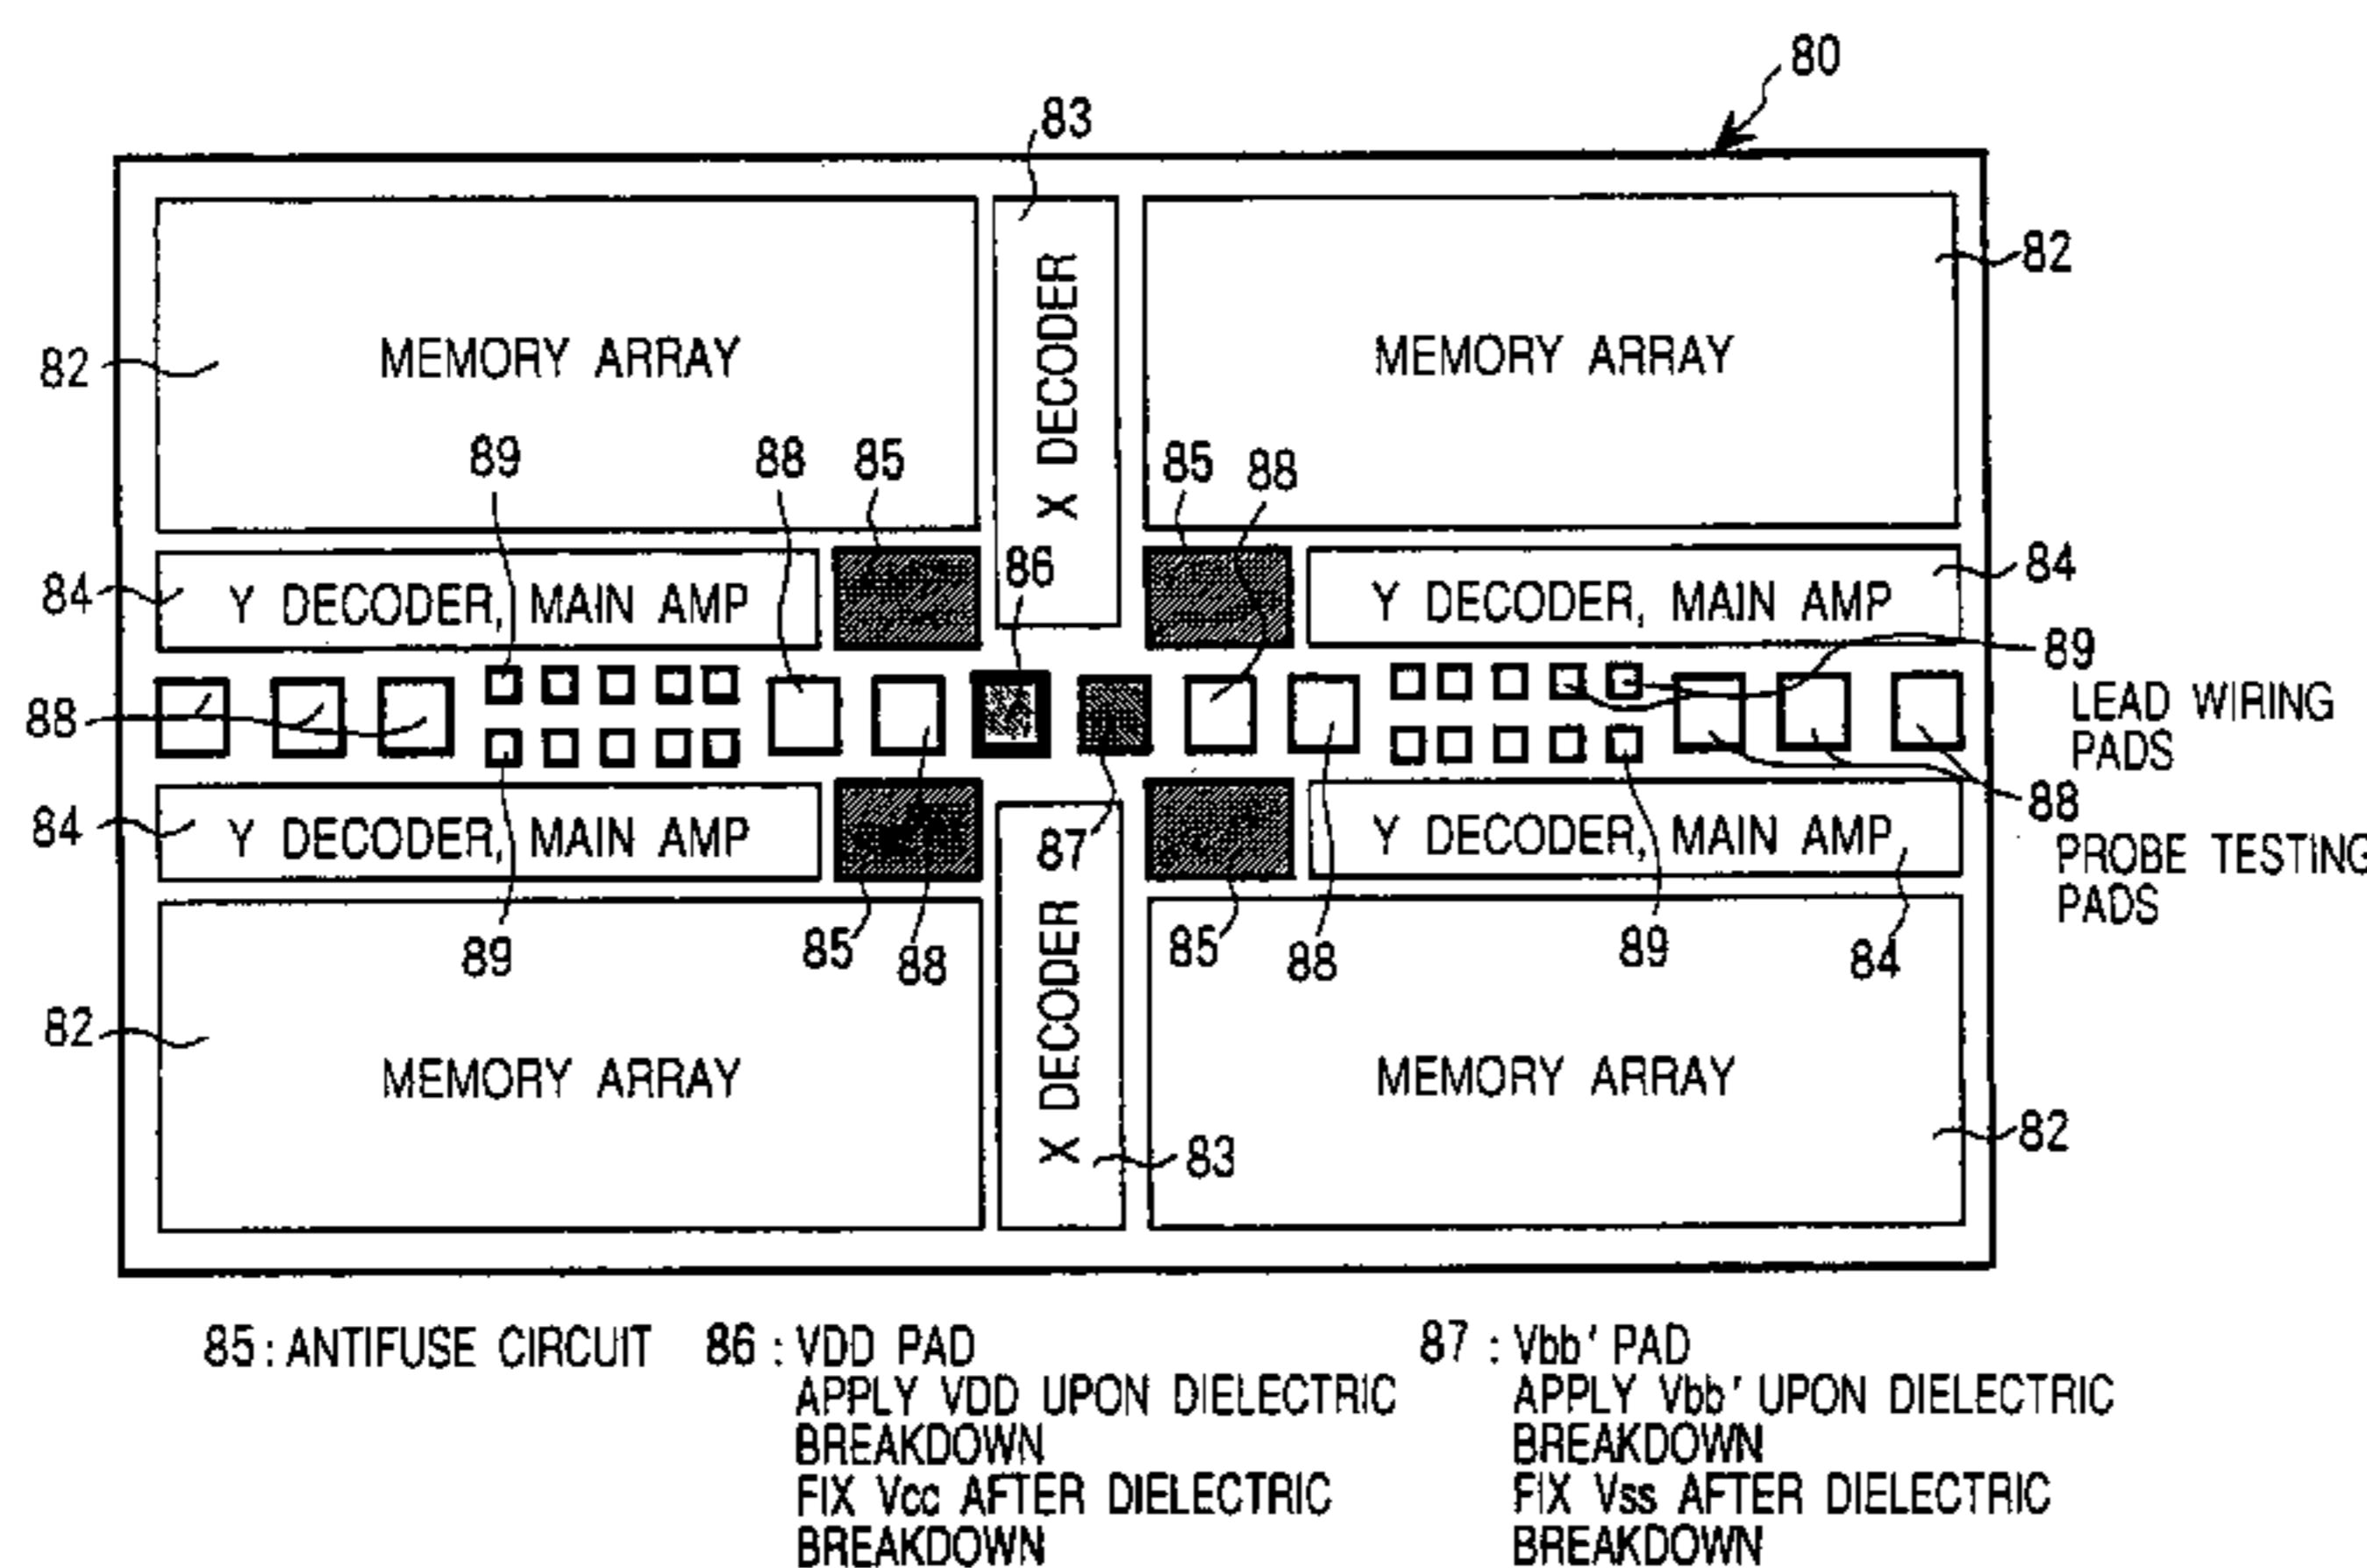 80
83
82
82
MEMORY ARRAY
X DECODER
MEMORY ARRAY
89
88
85
85
88
86
84
Y DECODER, MAIN AMP
Y DECODER, MAIN AMP
84
89
LEAD WIRING
PADS
88
88
PROBE TESTING
PADS
84
Y DECODER, MAIN AMP
87
Y DECODER, MAIN AMP
89
85
88
85
88
89
84
82
MEMORY ARRAY
X DECODER
83
MEMORY ARRAY
82
85 : ANTIFUSE CIRCUIT
86 : VDD PAD
APPLY VDD UPON DIELECTRIC
BREAKDOWN
FIX Vcc AFTER DIELECTRIC
BREAKDOWN
87 : Vbb' PAD
APPLY Vbb' UPON DIELECTRIC
BREAKDOWN
FIX Vss AFTER DIELECTRIC
BREAKDOWN